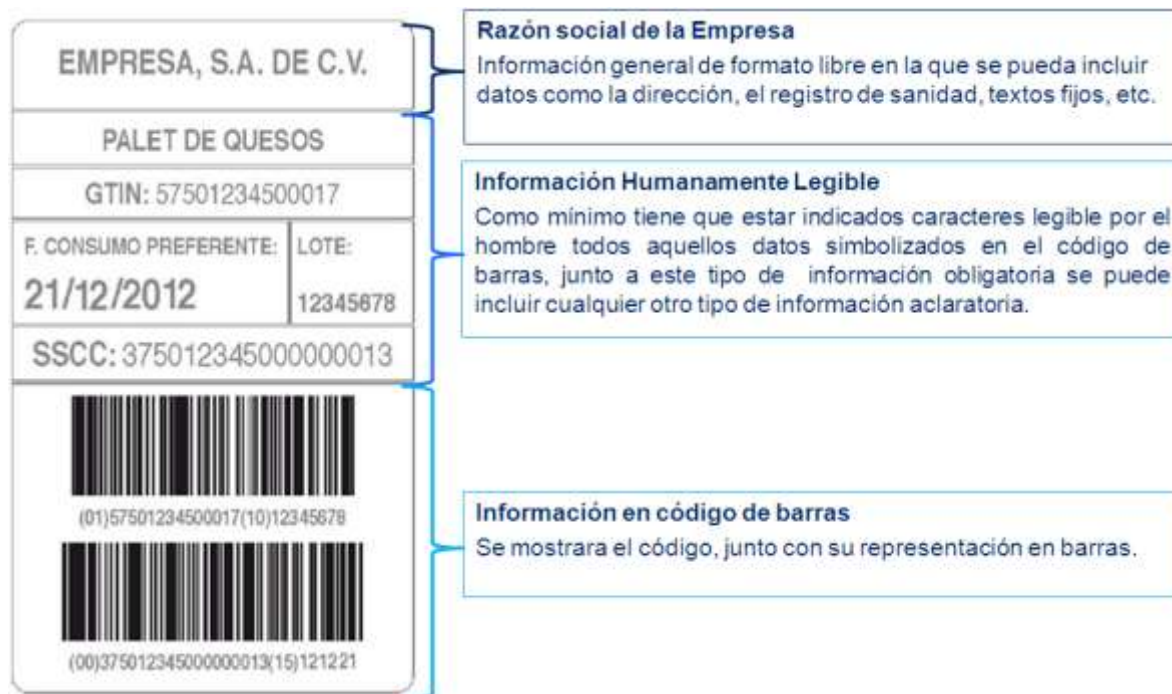 EMPRESA, S.A. DE C.V.
PALET DE QUESOS
GTIN: 57501234500017
F. CONSUMO PREFERENTE:
21/12/2012
LOTE:
12345678
SSCC: 375012345000000013
(01)57501234500017(10)12345678
(00)375012345000000013(15)121221
Razón social de la Empresa
Información general de formato libre en la que se pueda incluir
datos como la dirección, el registro de sanidad, textos fijos, etc.
Información Humanamente Legible
Como mínimo tiene que estar indicados caracteres legible por el
hombre todos aquellos datos simbolizados en el código de
barras, junto a este tipo de información obligatoria se puede
incluir cualquier otro tipo de información aclaratoria.
Información en código de barras
Se mostrara el código, junto con su representación en barras.